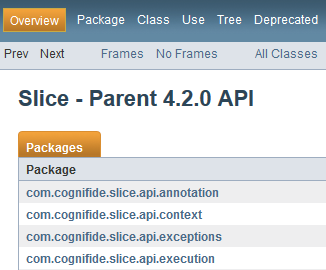 Overview Package Class Use Tree Deprecated
Prev Next Frames No Frames All Classes
Slice - Parent 4.2.0 API
Packages
Package
com.cognifide.slice.api.annotation
com.cognifide.slice.api.context
com.cognifide.slice.api.exceptions
com.cognifide.slice.api.execution